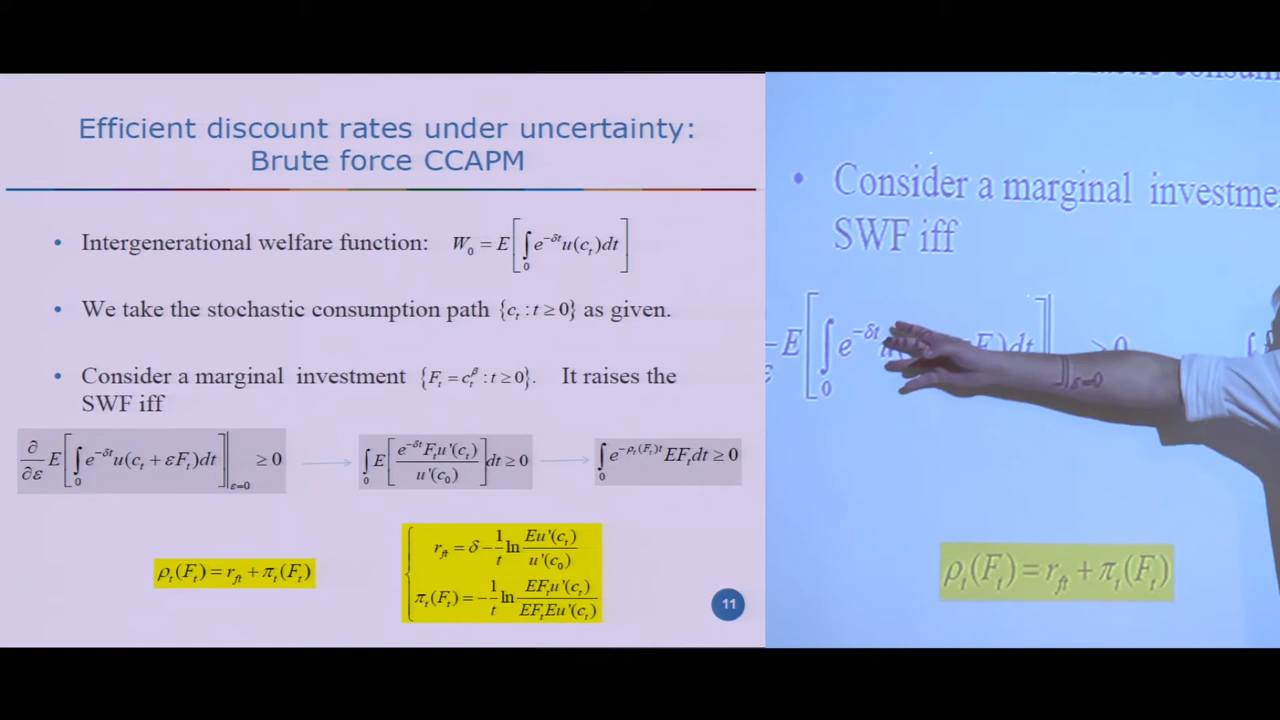 Efficient discount rates under uncertainty:
Brute force CCAPM
• Intergenerational welfare function: W₀ = E[∫₀ e^{−δt} u(c_t)dt]
• We take the stochastic consumption path {c_t : t ≥ 0} as given.
• Consider a marginal investment {F_t = c_t^β : t ≥ 0}. It raises the
SWF iff
∂/∂ε E[∫₀ e^{−δt} u(c_t + εF_t)dt]|_{ε=0} ≥ 0
∫₀ E[e^{−δt} F_t u'(c_t) / u'(c₀)] dt ≥ 0
∫₀ e^{−ρ_t(F_t)t} EF_t dt ≥ 0
ρ_t(F_t) = r_{ft} + π_t(F_t)
r_{ft} = δ − 1/t ln Eu'(c_t) / u'(c₀)
π_t(F_t) = − 1/t ln EF_t u'(c_t) / EF_t Eu'(c_t)
11
• Consider a marginal investme
SWF iff
E[∫₀ e^{−δt} F)dt]|_{ε=0} ≥ 0
ρ_t(F_t) = r_{ft} + π_t(F_t)